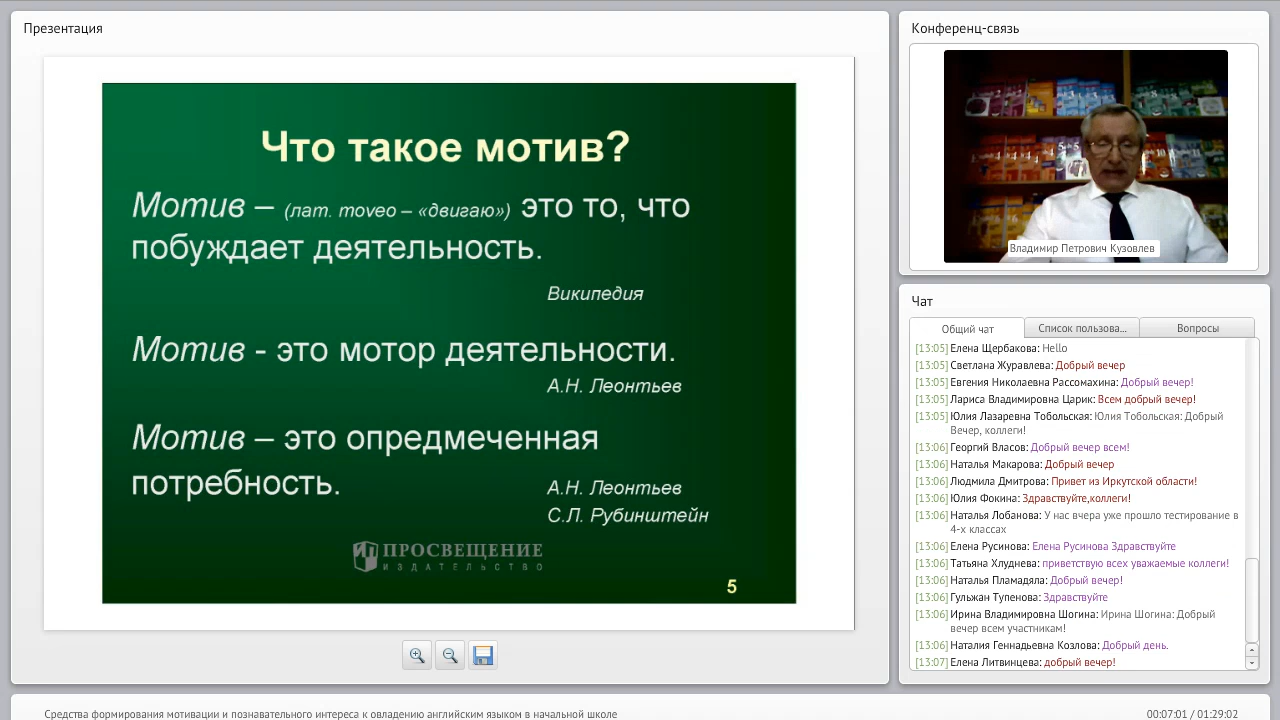 Презентация
Что такое мотив?
Мотив – (лат. moveo – «двигаю») это то, что
побуждает деятельность.
Википедия
Мотив - это мотор деятельности.
А.Н. Леонтьев
Мотив – это опредмеченная
потребность.
А.Н. Леонтьев
С.Л. Рубинштейн
ПРОСВЕЩЕНИЕ
ИЗДАТЕЛЬСТВО
5
Конференц-связь
Владимир Петрович Кузовлев
Чат
Общий чат
Список пользова...
Вопросы
[13:05] Елена Щербакова: Hello
[13:05] Светлана Журавлева: Добрый вечер
[13:05] Евгения Николаевна Рассомахина: Добрый вечер!
[13:05] Лариса Владимировна Царик: Всем добрый вечер!
[13:05] Юлия Лазаревна Тобольская: Юлия Тобольская: Добрый
Вечер, коллеги!
[13:06] Георгий Власов: Добрый вечер всем!
[13:06] Наталья Макарова: Добрый вечер
[13:06] Людмила Дмитрова: Привет из Иркутской области!
[13:06] Юлия Фокина: Здравствуйте,коллеги!
[13:06] Наталья Лобанова: У нас вчера уже прошло тестирование в
4-х классах
[13:06] Елена Русинова: Елена Русинова Здравствуйте
[13:06] Татьяна Хлуднева: приветствую всех уважаемые коллеги!
[13:06] Наталья Пламадяла: Добрый вечер!
[13:06] Гульжан Тупенова: Здравствуйте
[13:06] Ирина Владимировна Шогина: Ирина Шогина: Добрый
вечер всем участникам!
[13:06] Наталия Геннадьевна Козлова: Добрый день.
[13:07] Елена Литвинцева: добрый вечер!
Средства формирования мотивации и познавательного интереса к овладению английским языком в начальной школе
00:07:01 / 01:29:02